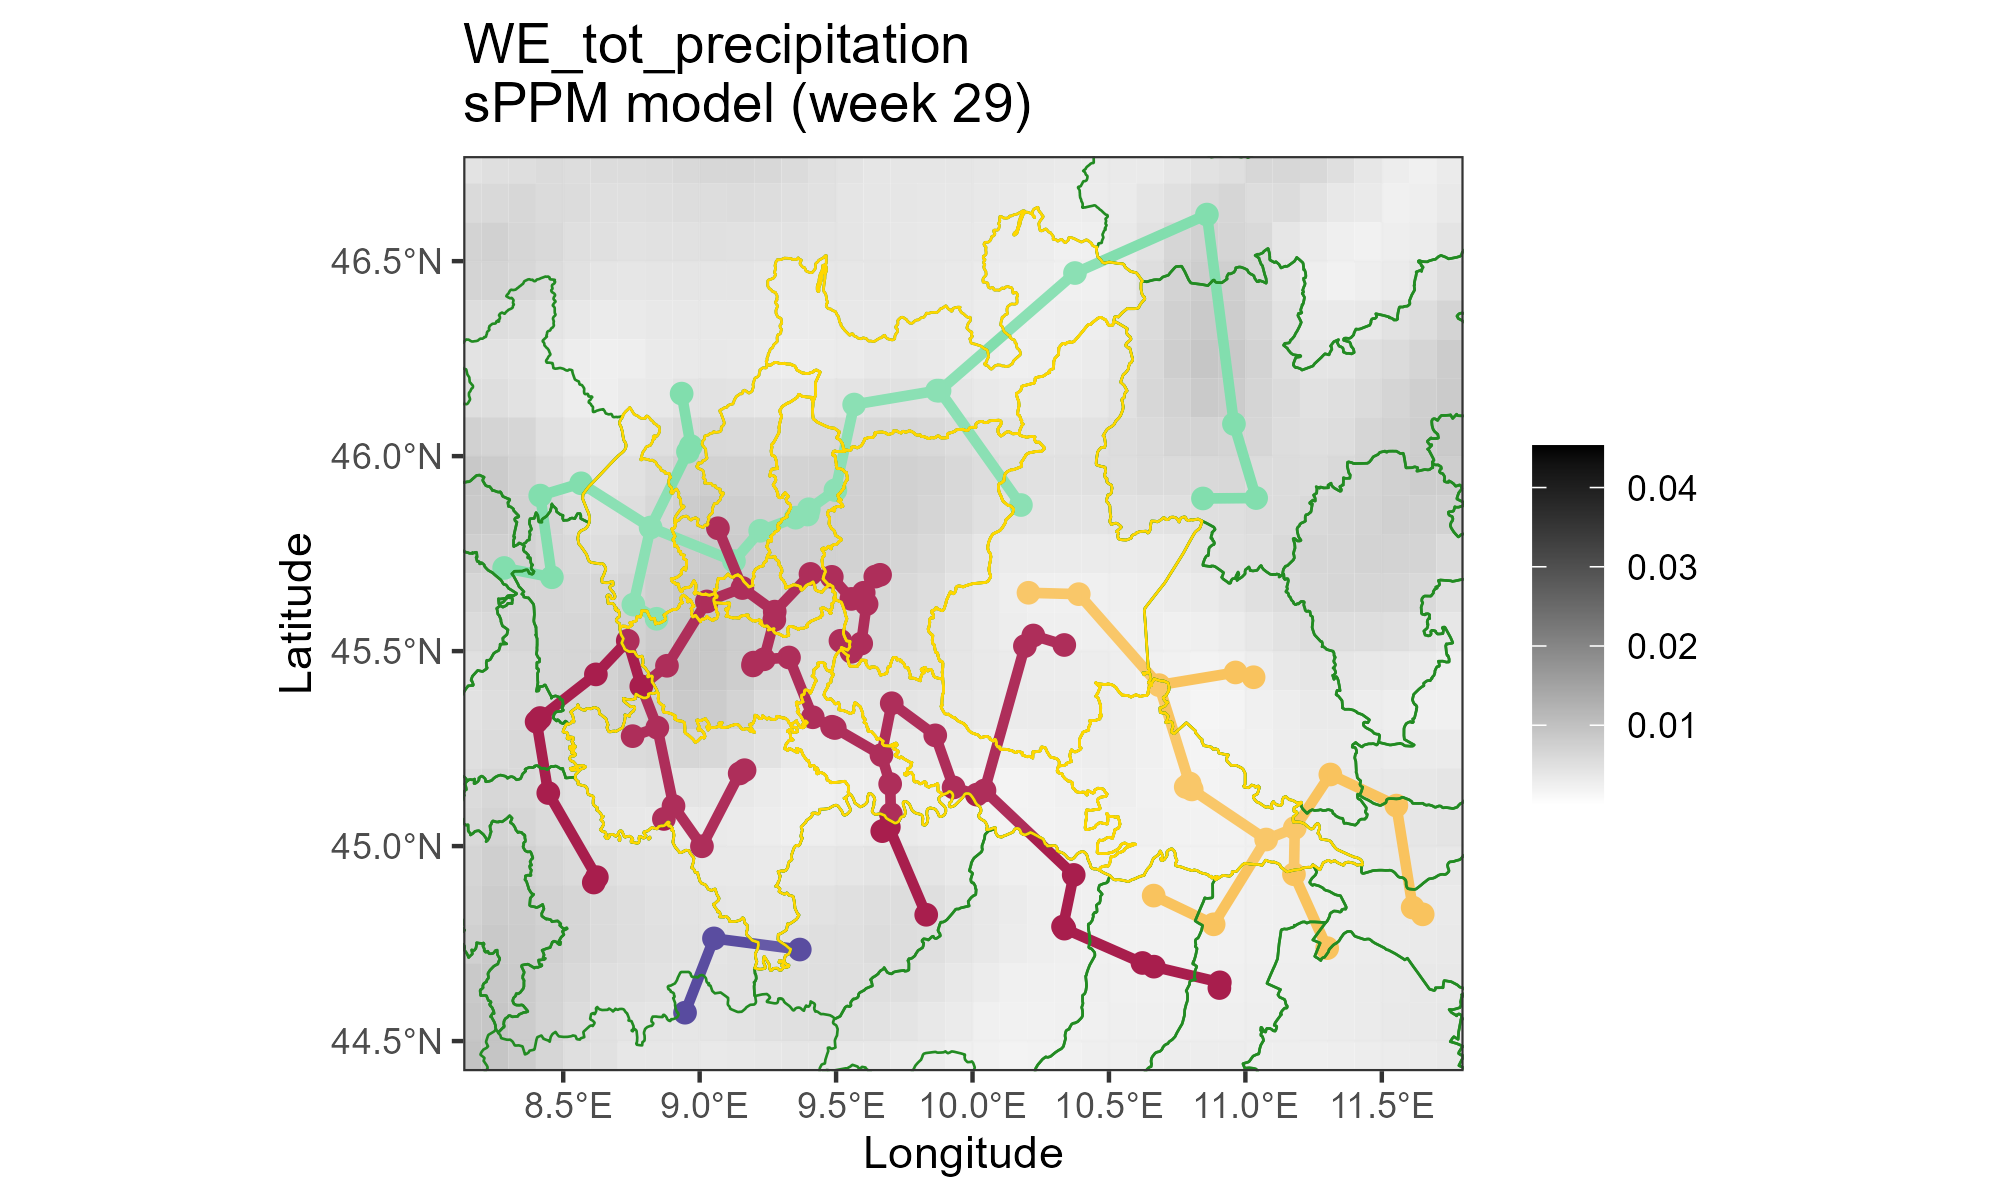 WE_tot_precipitation
sPPM model (week 29)
46.5°N
46.0°N
45.5°N
45.0°N
44.5°N
Latitude
8.5°E 9.0°E 9.5°E 10.0°E 10.5°E 11.0°E 11.5°E
Longitude
0.04
0.03
0.02
0.01